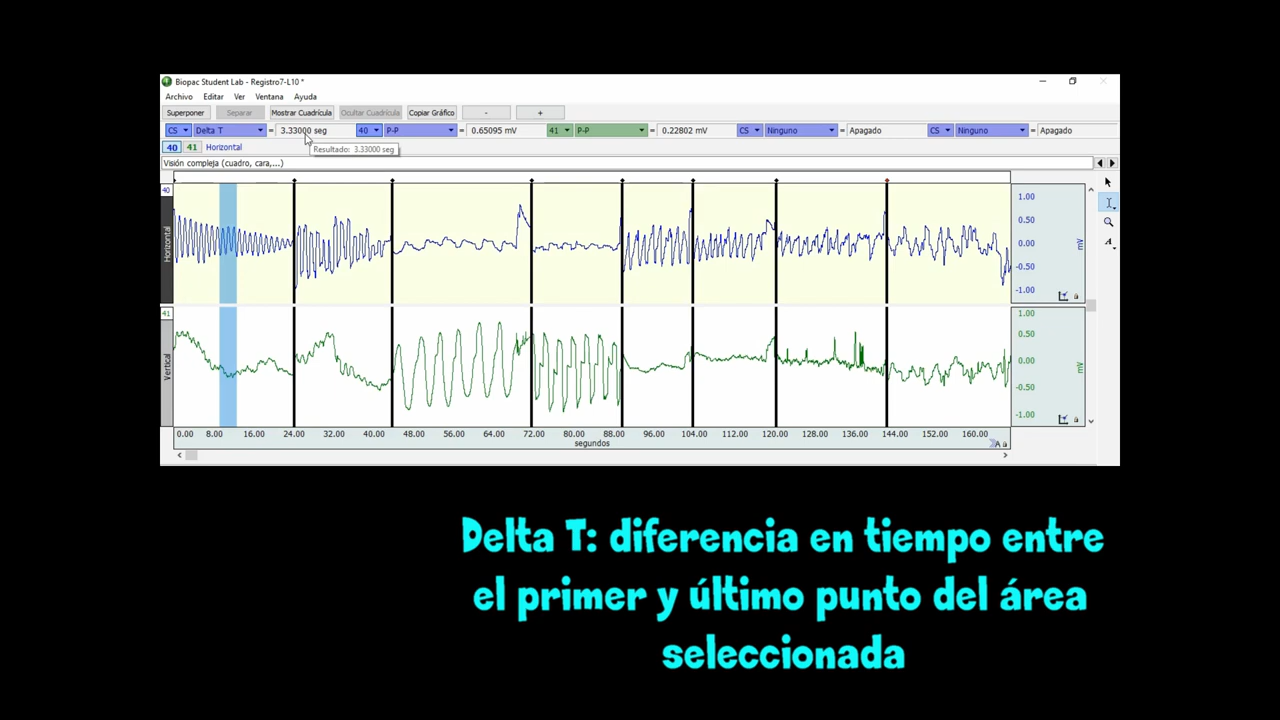 Biopac Student Lab - Registro7-L10 *
Archivo Editar Ver Ventana Ayuda
Superponer Separar Mostrar Cuadrícula Ocultar Cuadrícula Copiar Gráfico - +
CS Delta T = 3.33000 seg 40 P-P = 0.65095 mV 41 P-P = 0.22802 mV CS Ninguno = Apagado CS Ninguno = Apagado
40 41 Horizontal
Resultado: 3.33000 seg
Visión compleja (cuadro, cara,...)
40
Horizontal
1.00
0.50
0.00
-0.50
-1.00
mV
41
Vertical
1.00
0.50
0.00
-0.50
-1.00
mV
0.00 8.00 16.00 24.00 32.00 40.00 48.00 56.00 64.00 72.00 80.00 88.00 96.00 104.00 112.00 120.00 128.00 136.00 144.00 152.00 160.00
segundos
Delta T: diferencia en tiempo entre
el primer y último punto del área
seleccionada